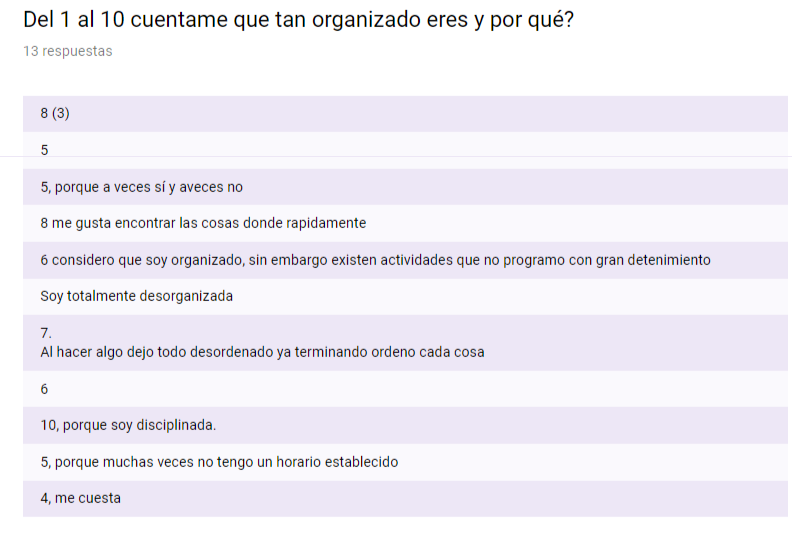 Del 1 al 10 cuentame que tan organizado eres y por qué?
13 respuestas
8 (3)
5
5, porque a veces sí y aveces no
8 me gusta encontrar las cosas donde rapidamente
6 considero que soy organizado, sin embargo existen actividades que no programo con gran detenimiento
Soy totalmente desorganizada
7.
Al hacer algo dejo todo desordenado ya terminando ordeno cada cosa
6
10, porque soy disciplinada.
5, porque muchas veces no tengo un horario establecido
4, me cuesta